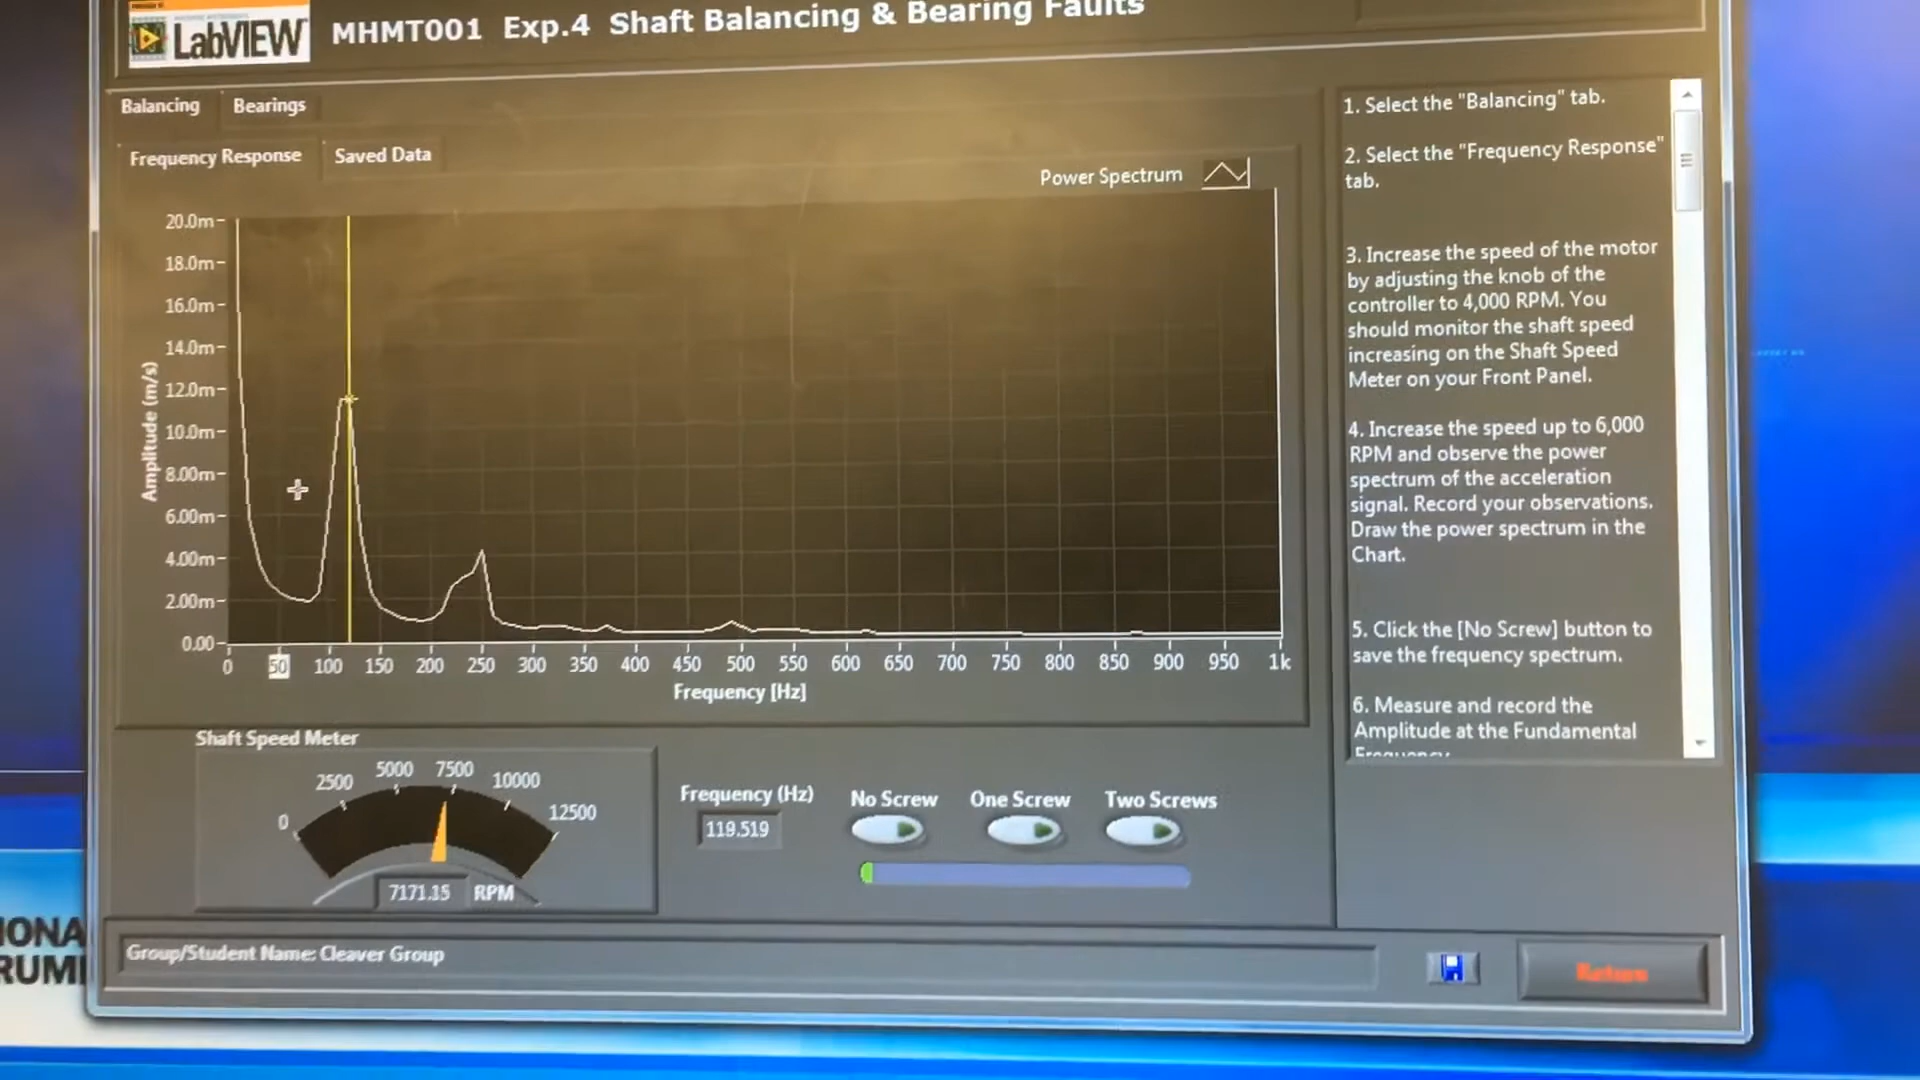 LabVIEW
MHMT001 Exp.4 Shaft Balancing & Bearing Faults
Balancing
Bearings
Frequency Response
Saved Data
Power Spectrum
20.0m
18.0m
16.0m
14.0m
12.0m
10.0m
8.00m
6.00m
4.00m
2.00m
0.00
Amplitude (m/s)
0 50 100 150 200 250 300 350 400 450 500 550 600 650 700 750 800 850 900 950 1k
Frequency [Hz]
1. Select the "Balancing" tab.
2. Select the "Frequency Response"
tab.
3. Increase the speed of the motor
by adjusting the knob of the
controller to 4,000 RPM. You
should monitor the shaft speed
increasing on the Shaft Speed
Meter on your Front Panel.
4. Increase the speed up to 6,000
RPM and observe the power
spectrum of the acceleration
signal. Record your observations.
Draw the power spectrum in the
Chart.
5. Click the [No Screw] button to
save the frequency spectrum.
6. Measure and record the
Amplitude at the Fundamental
Frequency
Shaft Speed Meter
0 2500 5000 7500 10000 12500
7171.15 RPM
Frequency (Hz)
119.519
No Screw
One Screw
Two Screws
Group/Student Name: Cleaver Group
Return
IONA
RUM